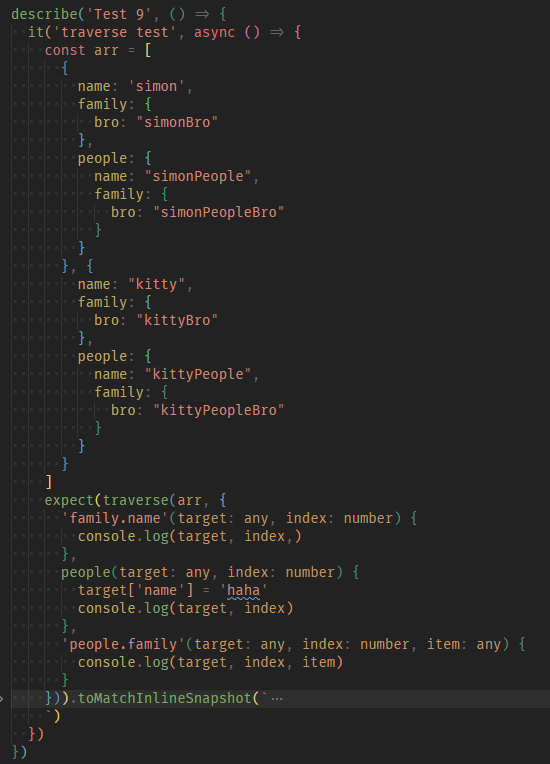 describe('Test 9', () => {
  it('traverse test', async () => {
    const arr = [
      {
        name: 'simon',
        family: {
          bro: "simonBro"
        },
        people: {
          name: "simonPeople",
          family: {
            bro: "simonPeopleBro"
          }
        }
      }, {
        name: "kitty",
        family: {
          bro: "kittyBro"
        },
        people: {
          name: "kittyPeople",
          family: {
            bro: "kittyPeopleBro"
          }
        }
      }
    ]
    expect(traverse(arr, {
      'family.name'(target: any, index: number) {
        console.log(target, index,)
      },
      people(target: any, index: number) {
        target['name'] = 'haha'
        console.log(target, index)
      },
      'people.family'(target: any, index: number, item: any) {
        console.log(target, index, item)
      }
    })).toMatchInlineSnapshot(` ⋯
    `)
  })
})